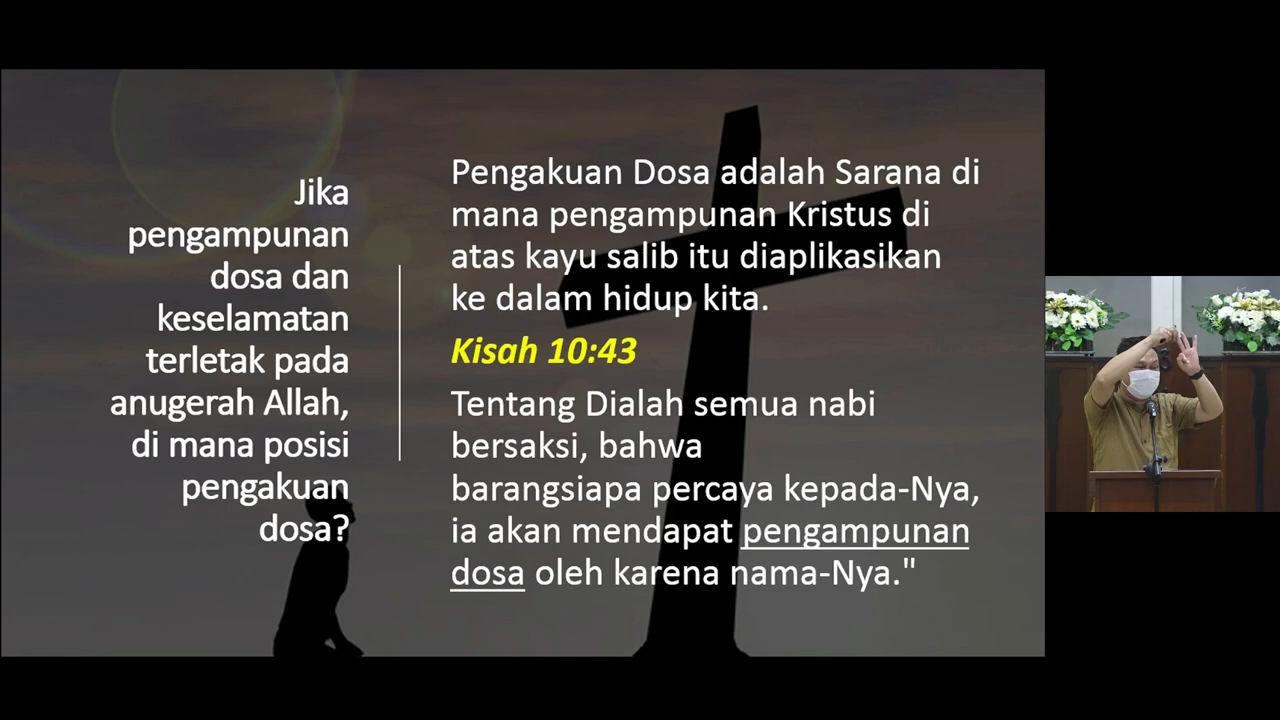 Jika
pengampunan
dosa dan
keselamatan
terletak pada
anugerah Allah,
di mana posisi
pengakuan
dosa?
Pengakuan Dosa adalah Sarana di
mana pengampunan Kristus di
atas kayu salib itu diaplikasikan
ke dalam hidup kita.
Kisah 10:43
Tentang Dialah semua nabi
bersaksi, bahwa
barangsiapa percaya kepada-Nya,
ia akan mendapat pengampunan
dosa oleh karena nama-Nya."